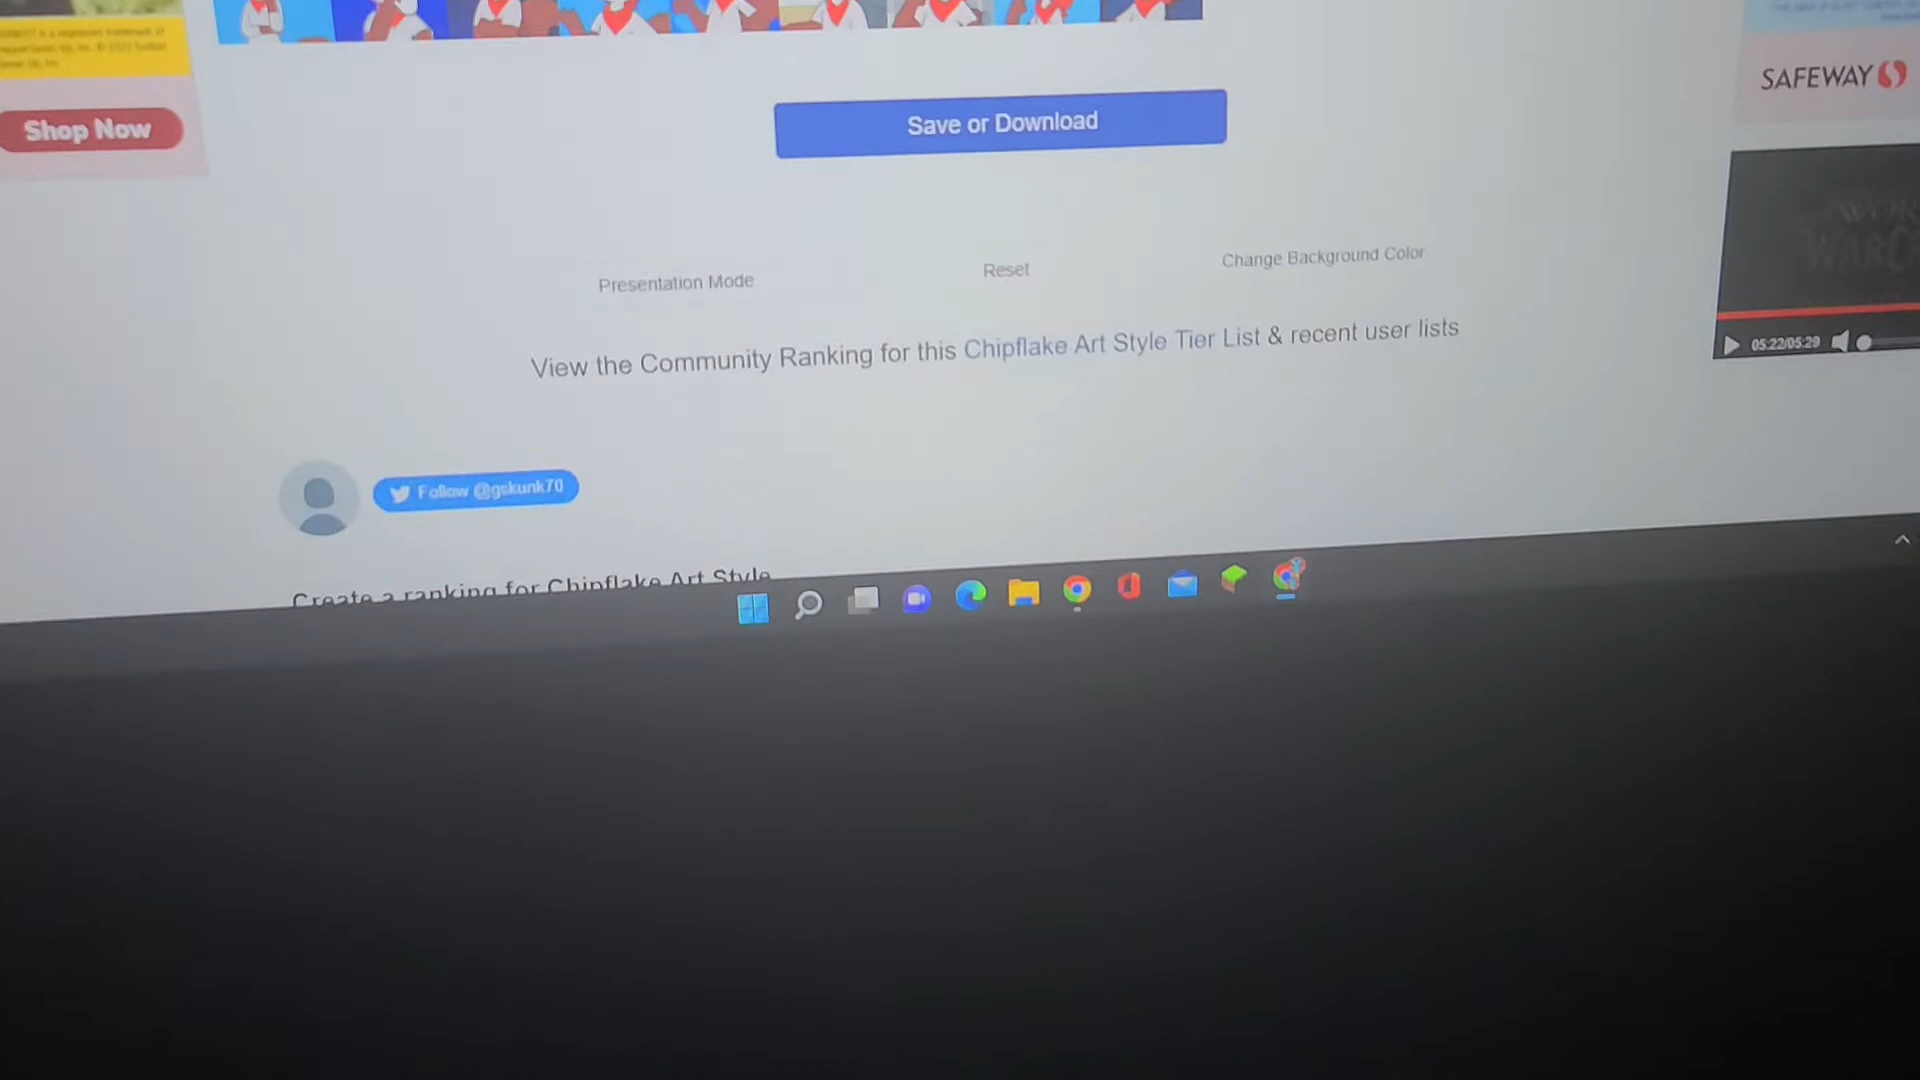 Shop Now
SAFEWAY
Save or Download
Presentation Mode
Reset
Change Background Color
View the Community Ranking for this Chipflake Art Style Tier List & recent user lists
05:22/05:29
Follow @gskunk70
Create a ranking for Chipflake Art Style